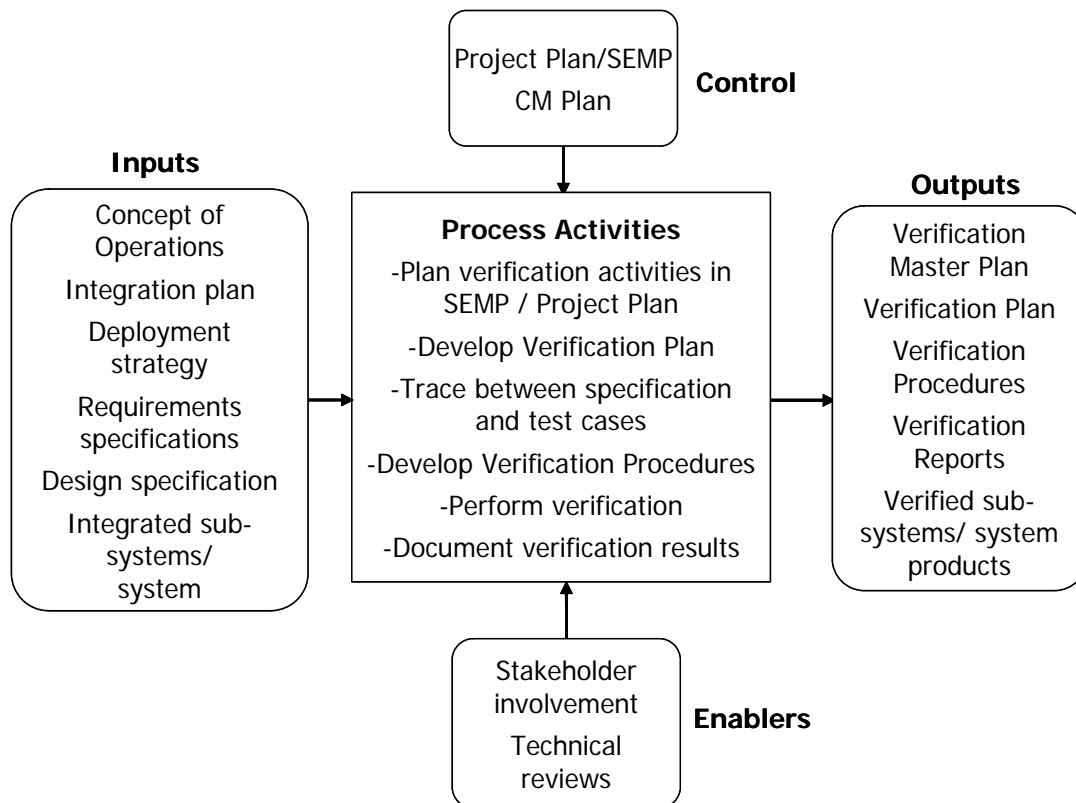 Project Plan/SEMP
CM Plan
Control
Inputs
Concept of
Operations
Integration plan
Deployment
strategy
Requirements
specifications
Design specification
Integrated sub-
systems/
system
Process Activities
-Plan verification activities in
SEMP / Project Plan
-Develop Verification Plan
-Trace between specification
and test cases
-Develop Verification Procedures
-Perform verification
-Document verification results
Outputs
Verification
Master Plan
Verification Plan
Verification
Procedures
Verification
Reports
Verified sub-
systems/ system
products
Stakeholder
involvement
Technical
reviews
Enablers